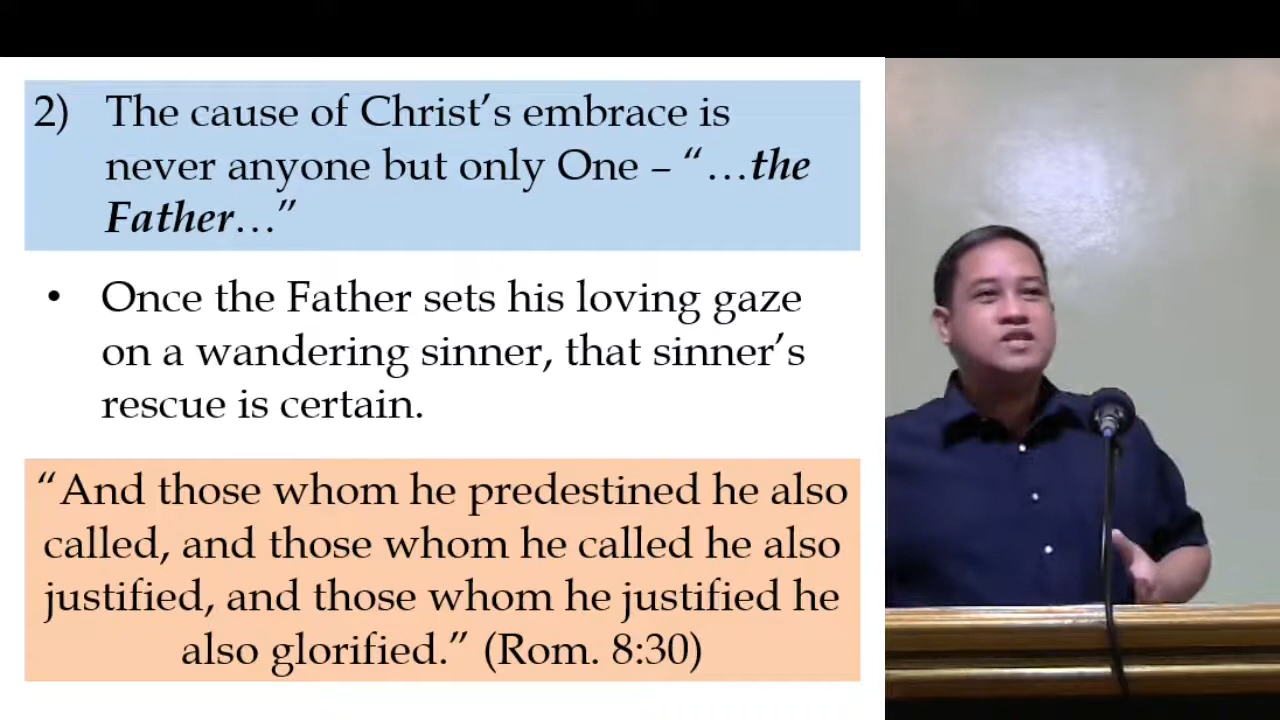 2) The cause of Christ’s embrace is
never anyone but only One – “…the
Father…”
• Once the Father sets his loving gaze
on a wandering sinner, that sinner’s
rescue is certain.
“And those whom he predestined he also
called, and those whom he called he also
justified, and those whom he justified he
also glorified.” (Rom. 8:30)